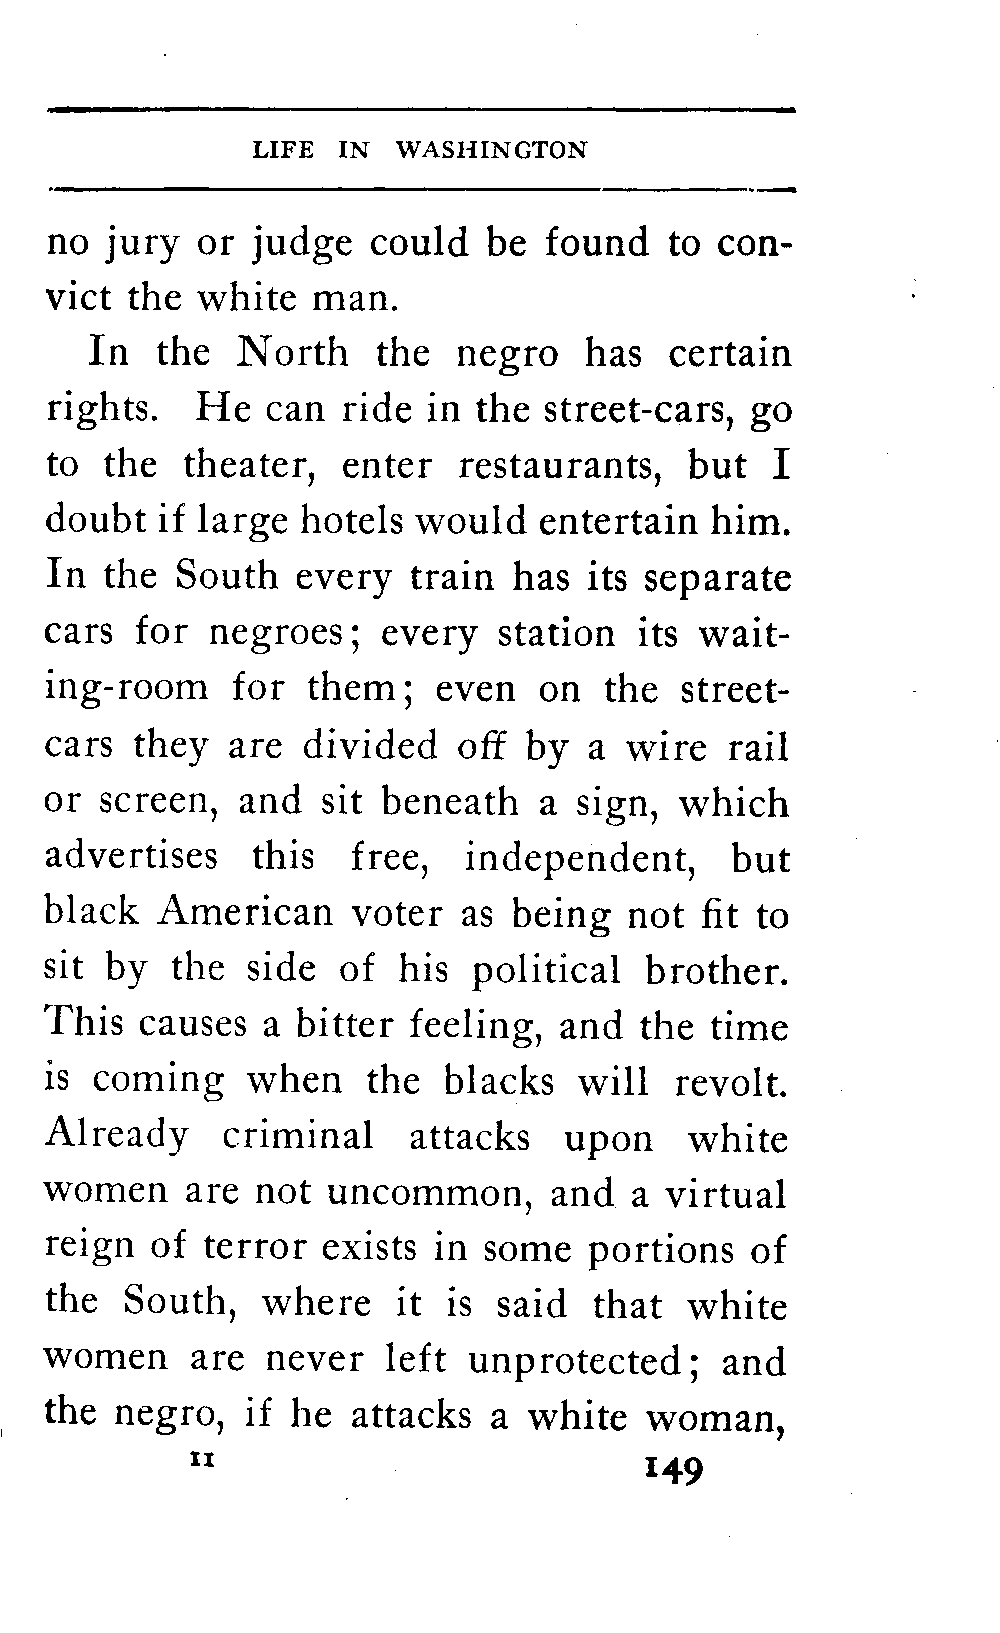 LIFE IN WASHINGTON
no jury or judge could be found to con-
vict the white man.
In the North the negro has certain
rights. He can ride in the street-cars, go
to the theater, enter restaurants, but I
doubt if large hotels would entertain him.
In the South every train has its separate
cars for negroes; every station its wait-
ing-room for them; even on the street-
cars they are divided off by a wire rail
or screen, and sit beneath a sign, which
advertises this free, independent, but
black American voter as being not fit to
sit by the side of his political brother.
This causes a bitter feeling, and the time
is coming when the blacks will revolt.
Already criminal attacks upon white
women are not uncommon, and a virtual
reign of terror exists in some portions of
the South, where it is said that white
women are never left unprotected; and
the negro, if he attacks a white woman,
11 149